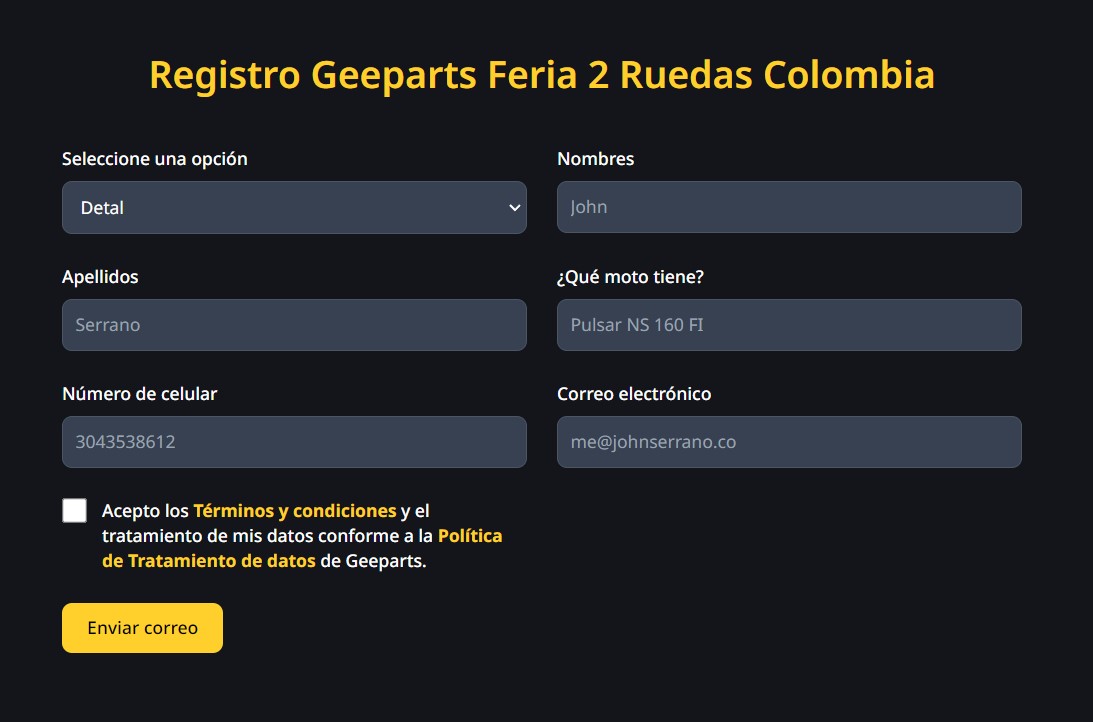 Registro Geeparts Feria 2 Ruedas Colombia
Seleccione una opción
Detal
Nombres
John
Apellidos
Serrano
¿Qué moto tiene?
Pulsar NS 160 FI
Número de celular
3043538612
Correo electrónico
me@johnserrano.co
Acepto los Términos y condiciones y el
tratamiento de mis datos conforme a la Política
de Tratamiento de datos de Geeparts.
Enviar correo